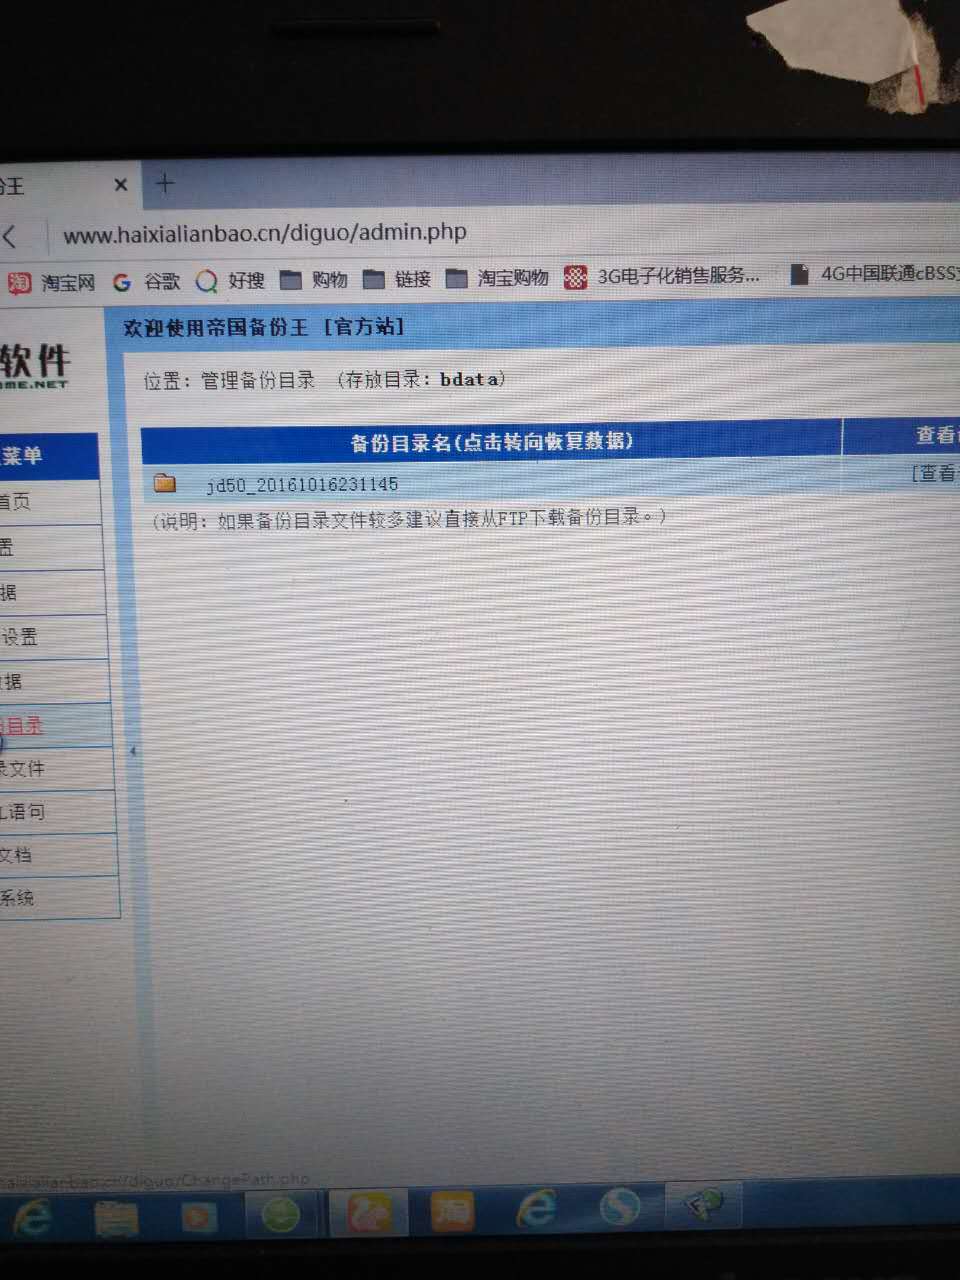 份王
www.haixialianbao.cn/diguo/admin.php
淘宝网 谷歌 好搜 购物 链接 淘宝购物 3G电子化销售服务... 4G中国联通cBSS
欢迎使用帝国备份王 [官方站]
软件
OME.NET
位置：管理备份目录 （存放目录：bdata）
菜单
备份目录名(点击转向恢复数据)
查看
jd50_20161016231145
[查看
(说明：如果备份目录文件较多建议直接从FTP下载备份目录。)
首页
置
据
设置
据
目录
录文件
L语句
文档
系统
haixialianbao.cn/diguo/ChangePath.php